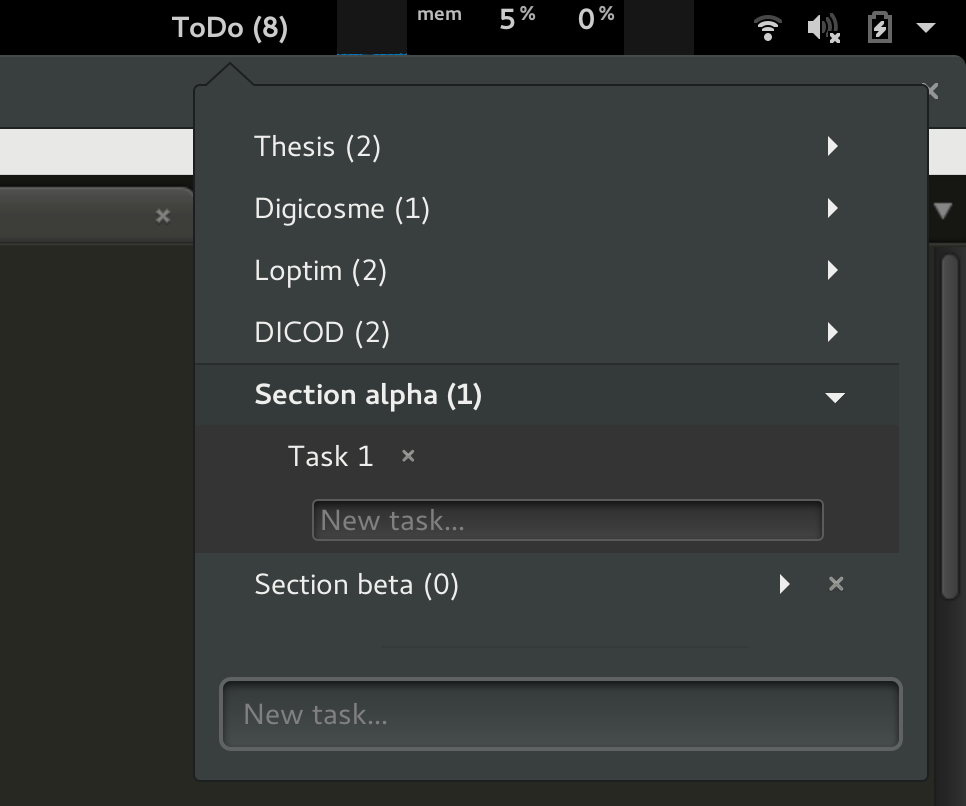 ToDo (8) mem 5 % 0 %
Thesis (2)
Digicosme (1)
Loptim (2)
DICOD (2)
Section alpha (1)
Task 1
New task...
Section beta (0)
New task...